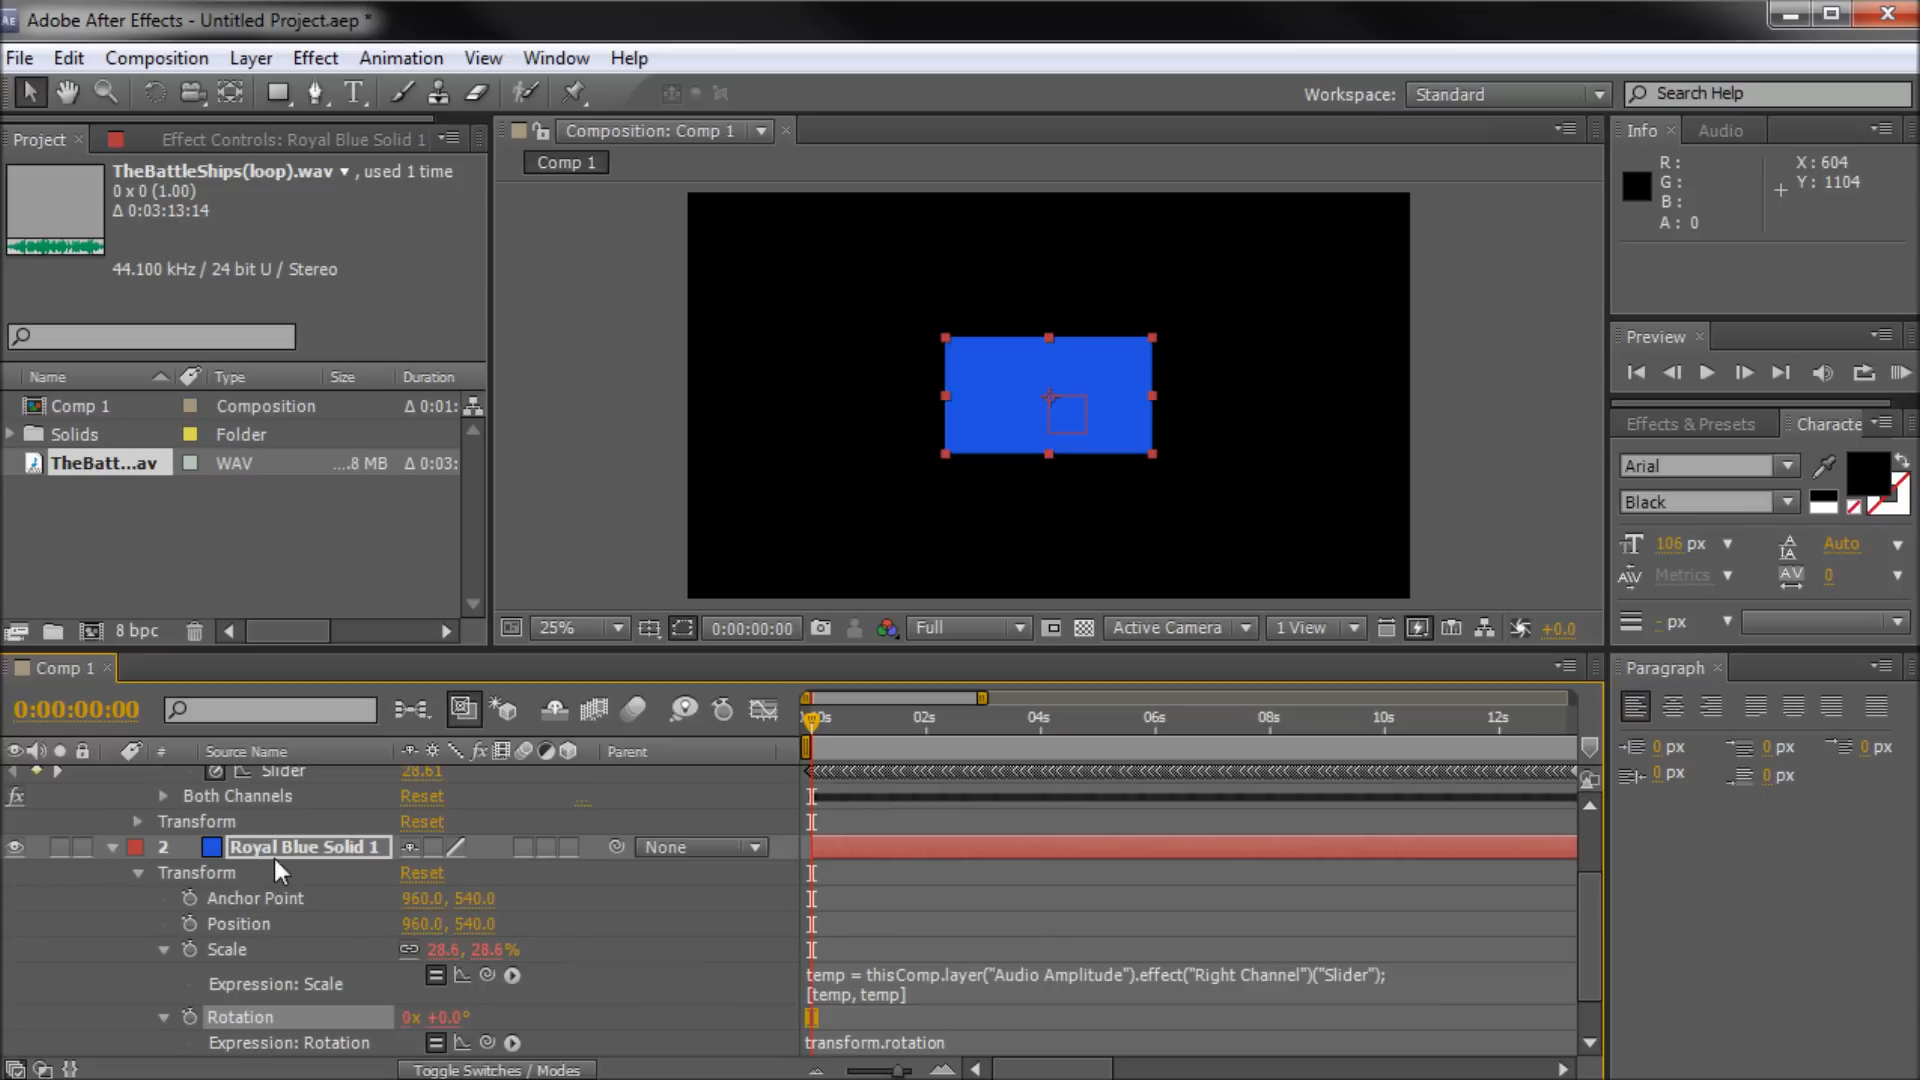 Adobe After Effects - Untitled Project.aep *
File Edit Composition Layer Effect Animation View Window Help
Workspace: Standard Search Help
Project Effect Controls: Royal Blue Solid 1
TheBattleShips(loop).wav ▼ , used 1 time
0 x 0 (1.00)
Δ 0:03:13:14
44.100 kHz / 24 bit U / Stereo
Name Type Size Duration
Comp 1 Composition Δ 0:01:
Solids Folder
TheBatt...av WAV ....8 MB Δ 0:03:
8 bpc
Composition: Comp 1
Comp 1
25% 0:00:00:00 Full Active Camera 1 View +0.0
Info Audio
R: X: 604
G: Y: 1104
B:
A: 0
Preview
Effects & Presets Characte
Arial
Black
106 px Auto
Metrics 0
- px
Paragraph
0 px 0 px 0 px
0 px 0 px
Comp 1
0:00:00:00
02s 04s 06s 08s 10s 12s
# Source Name fx Parent
Slider 28.61
fx Both Channels Reset ...
Transform Reset
2 Royal Blue Solid 1 None
Transform Reset
Anchor Point 960.0, 540.0
Position 960.0, 540.0
Scale 28.6, 28.6%
Expression: Scale
temp = thisComp.layer("Audio Amplitude").effect("Right Channel")("Slider");
[temp, temp]
Rotation 0x +0.0°
Expression: Rotation transform.rotation
Toggle Switches / Modes